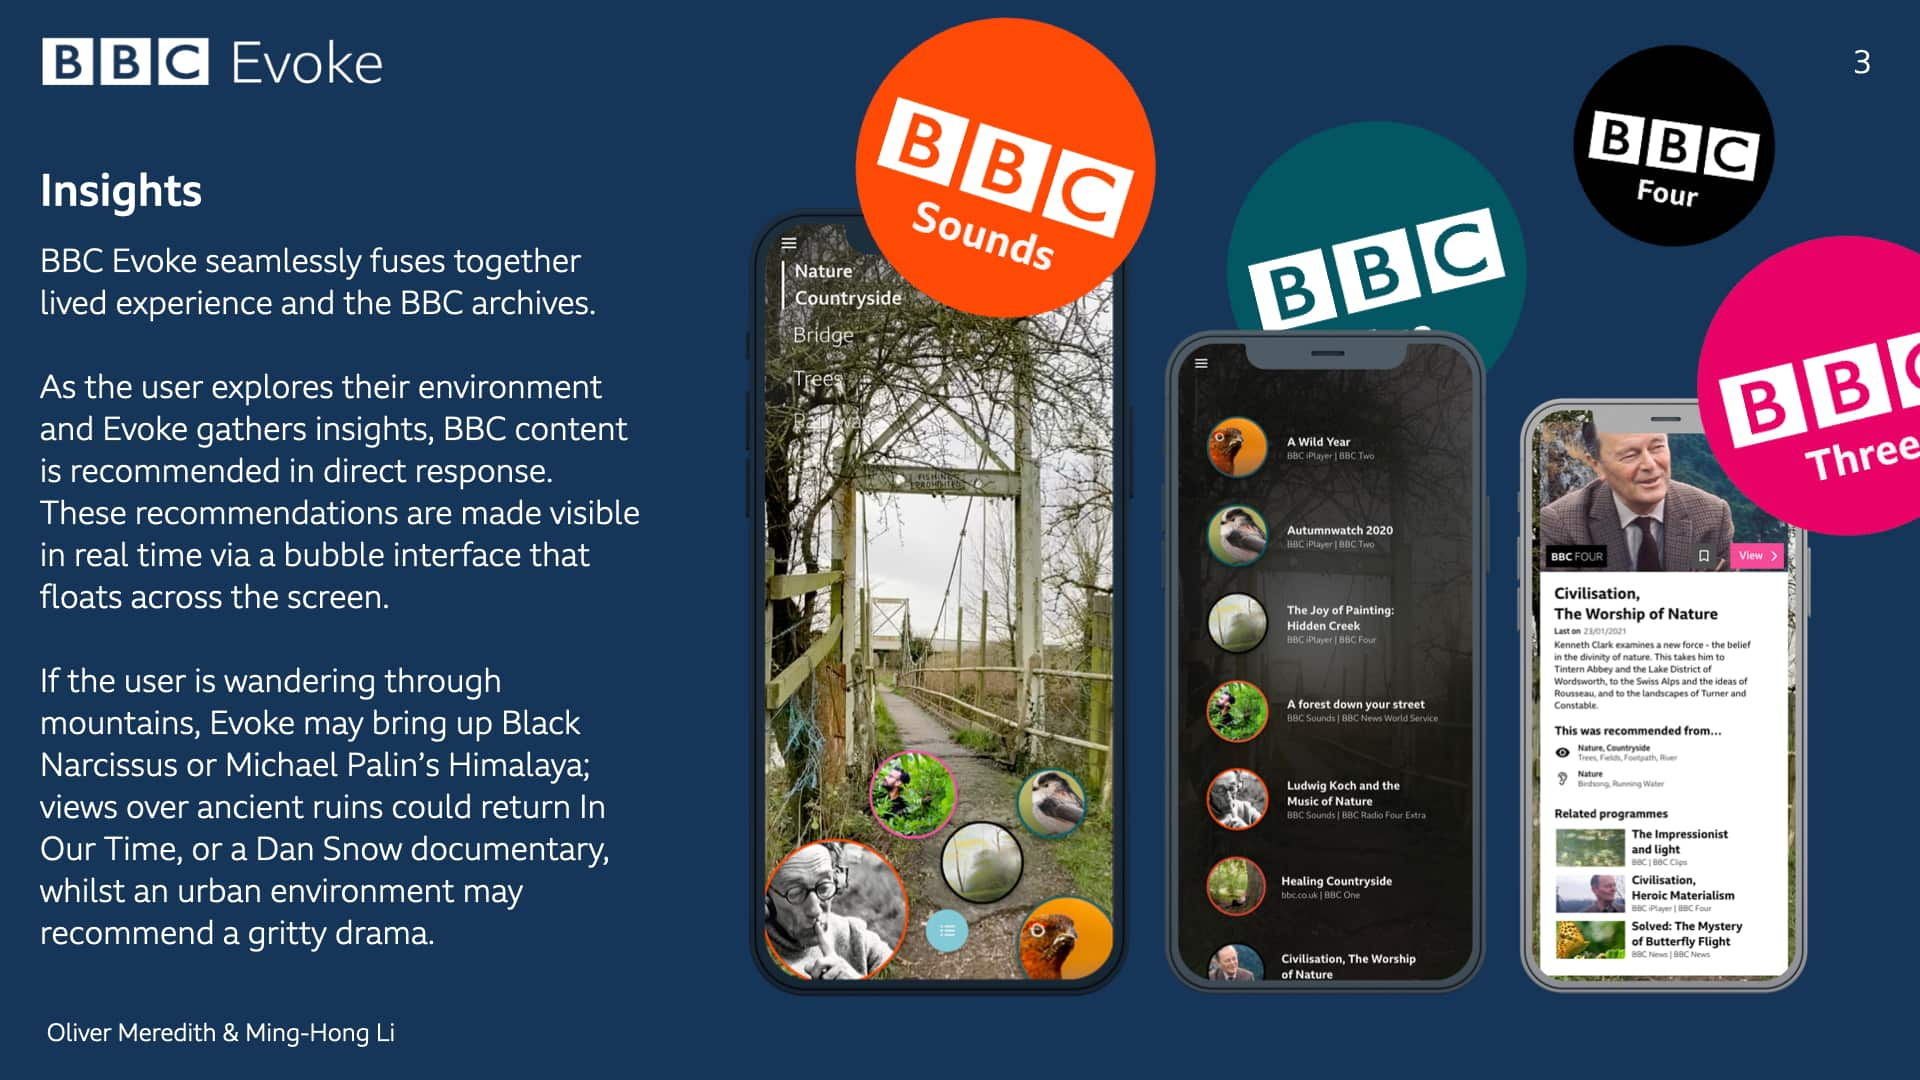 BBC Evoke
3
Insights
BBC Evoke seamlessly fuses together
lived experience and the BBC archives.
As the user explores their environment
and Evoke gathers insights, BBC content
is recommended in direct response.
These recommendations are made visible
in real time via a bubble interface that
floats across the screen.
If the user is wandering through
mountains, Evoke may bring up Black
Narcissus or Michael Palin’s Himalaya;
views over ancient ruins could return In
Our Time, or a Dan Snow documentary,
whilst an urban environment may
recommend a gritty drama.
Oliver Meredith & Ming-Hong Li
BBC
Sounds
BBC
BBC
Four
BBC
Three
Nature
Countryside
Bridge
Trees
FISHING
PROHIBITED
A Wild Year
BBC iPlayer | BBC Two
Autumnwatch 2020
BBC iPlayer | BBC Two
The Joy of Painting:
Hidden Creek
BBC iPlayer | BBC Four
A forest down your street
BBC Sounds | BBC News World Service
Ludwig Koch and the
Music of Nature
BBC Sounds | BBC Radio Four Extra
Healing Countryside
bbc.co.uk | BBC One
Civilisation, The Worship
of Nature
BBC FOUR
View
Civilisation,
The Worship of Nature
Last on 23/01/2021
Kenneth Clark examines a new force - the belief
in the divinity of nature. This takes him to
Tintern Abbey and the Lake District of
Wordsworth, to the Swiss Alps and the ideas of
Rousseau, and to the landscapes of Turner and
Constable.
This was recommended from...
Nature, Countryside
Trees, Fields, Footpath, River
Nature
Birdsong, Running Water
Related programmes
The Impressionist
and light
BBC | BBC Clips
Civilisation,
Heroic Materialism
BBC iPlayer | BBC Four
Solved: The Mystery
of Butterfly Flight
BBC News | BBC News